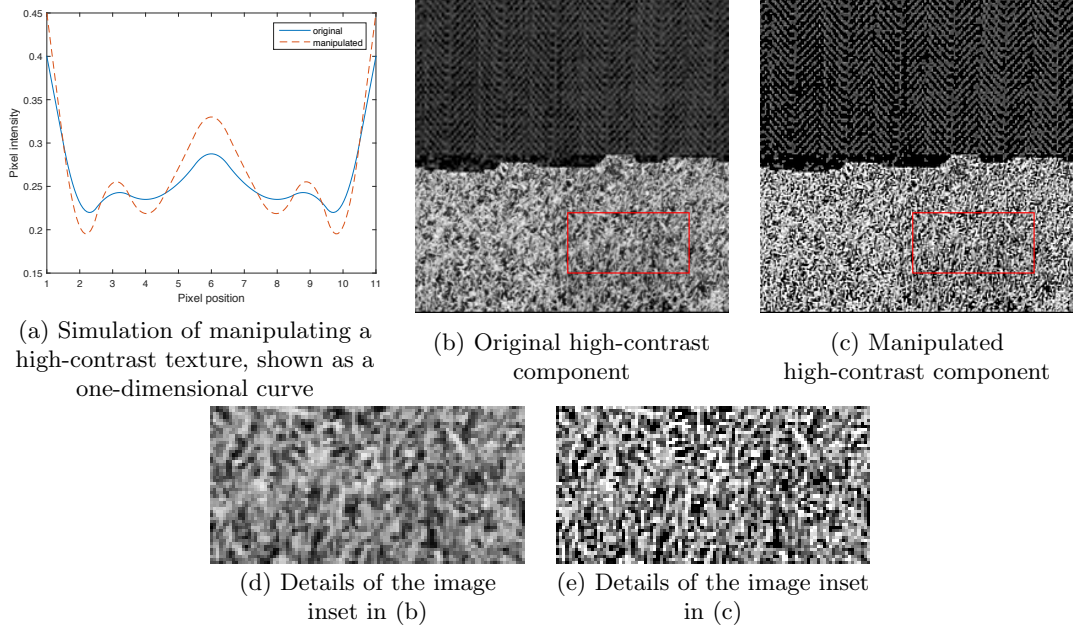 original
manipulated
0.45
0.4
0.35
0.3
0.25
0.2
0.15
Pixel intensity
1 2 3 4 5 6 7 8 9 10 11
Pixel position
(a) Simulation of manipulating a
high-contrast texture, shown as a
one-dimensional curve
(b) Original high-contrast
component
(c) Manipulated
high-contrast component
(d) Details of the image
inset in (b)
(e) Details of the image inset
in (c)